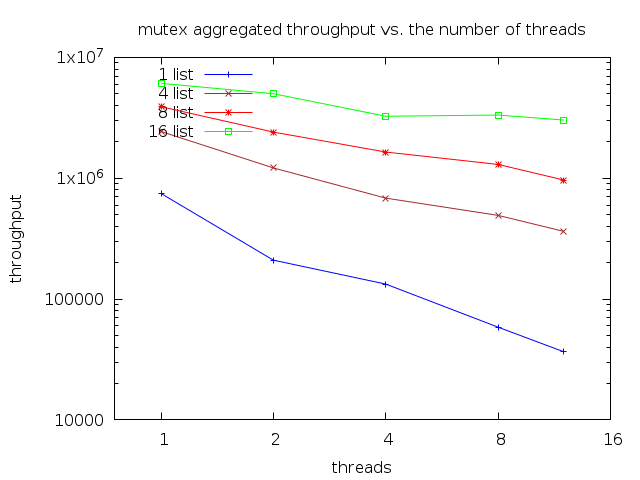 mutex aggregated throughput vs. the number of threads
1x10^7
1 list
4 list
8 list
16 list
1x10^6
throughput
100000
10000
1 2 4 8 16
threads